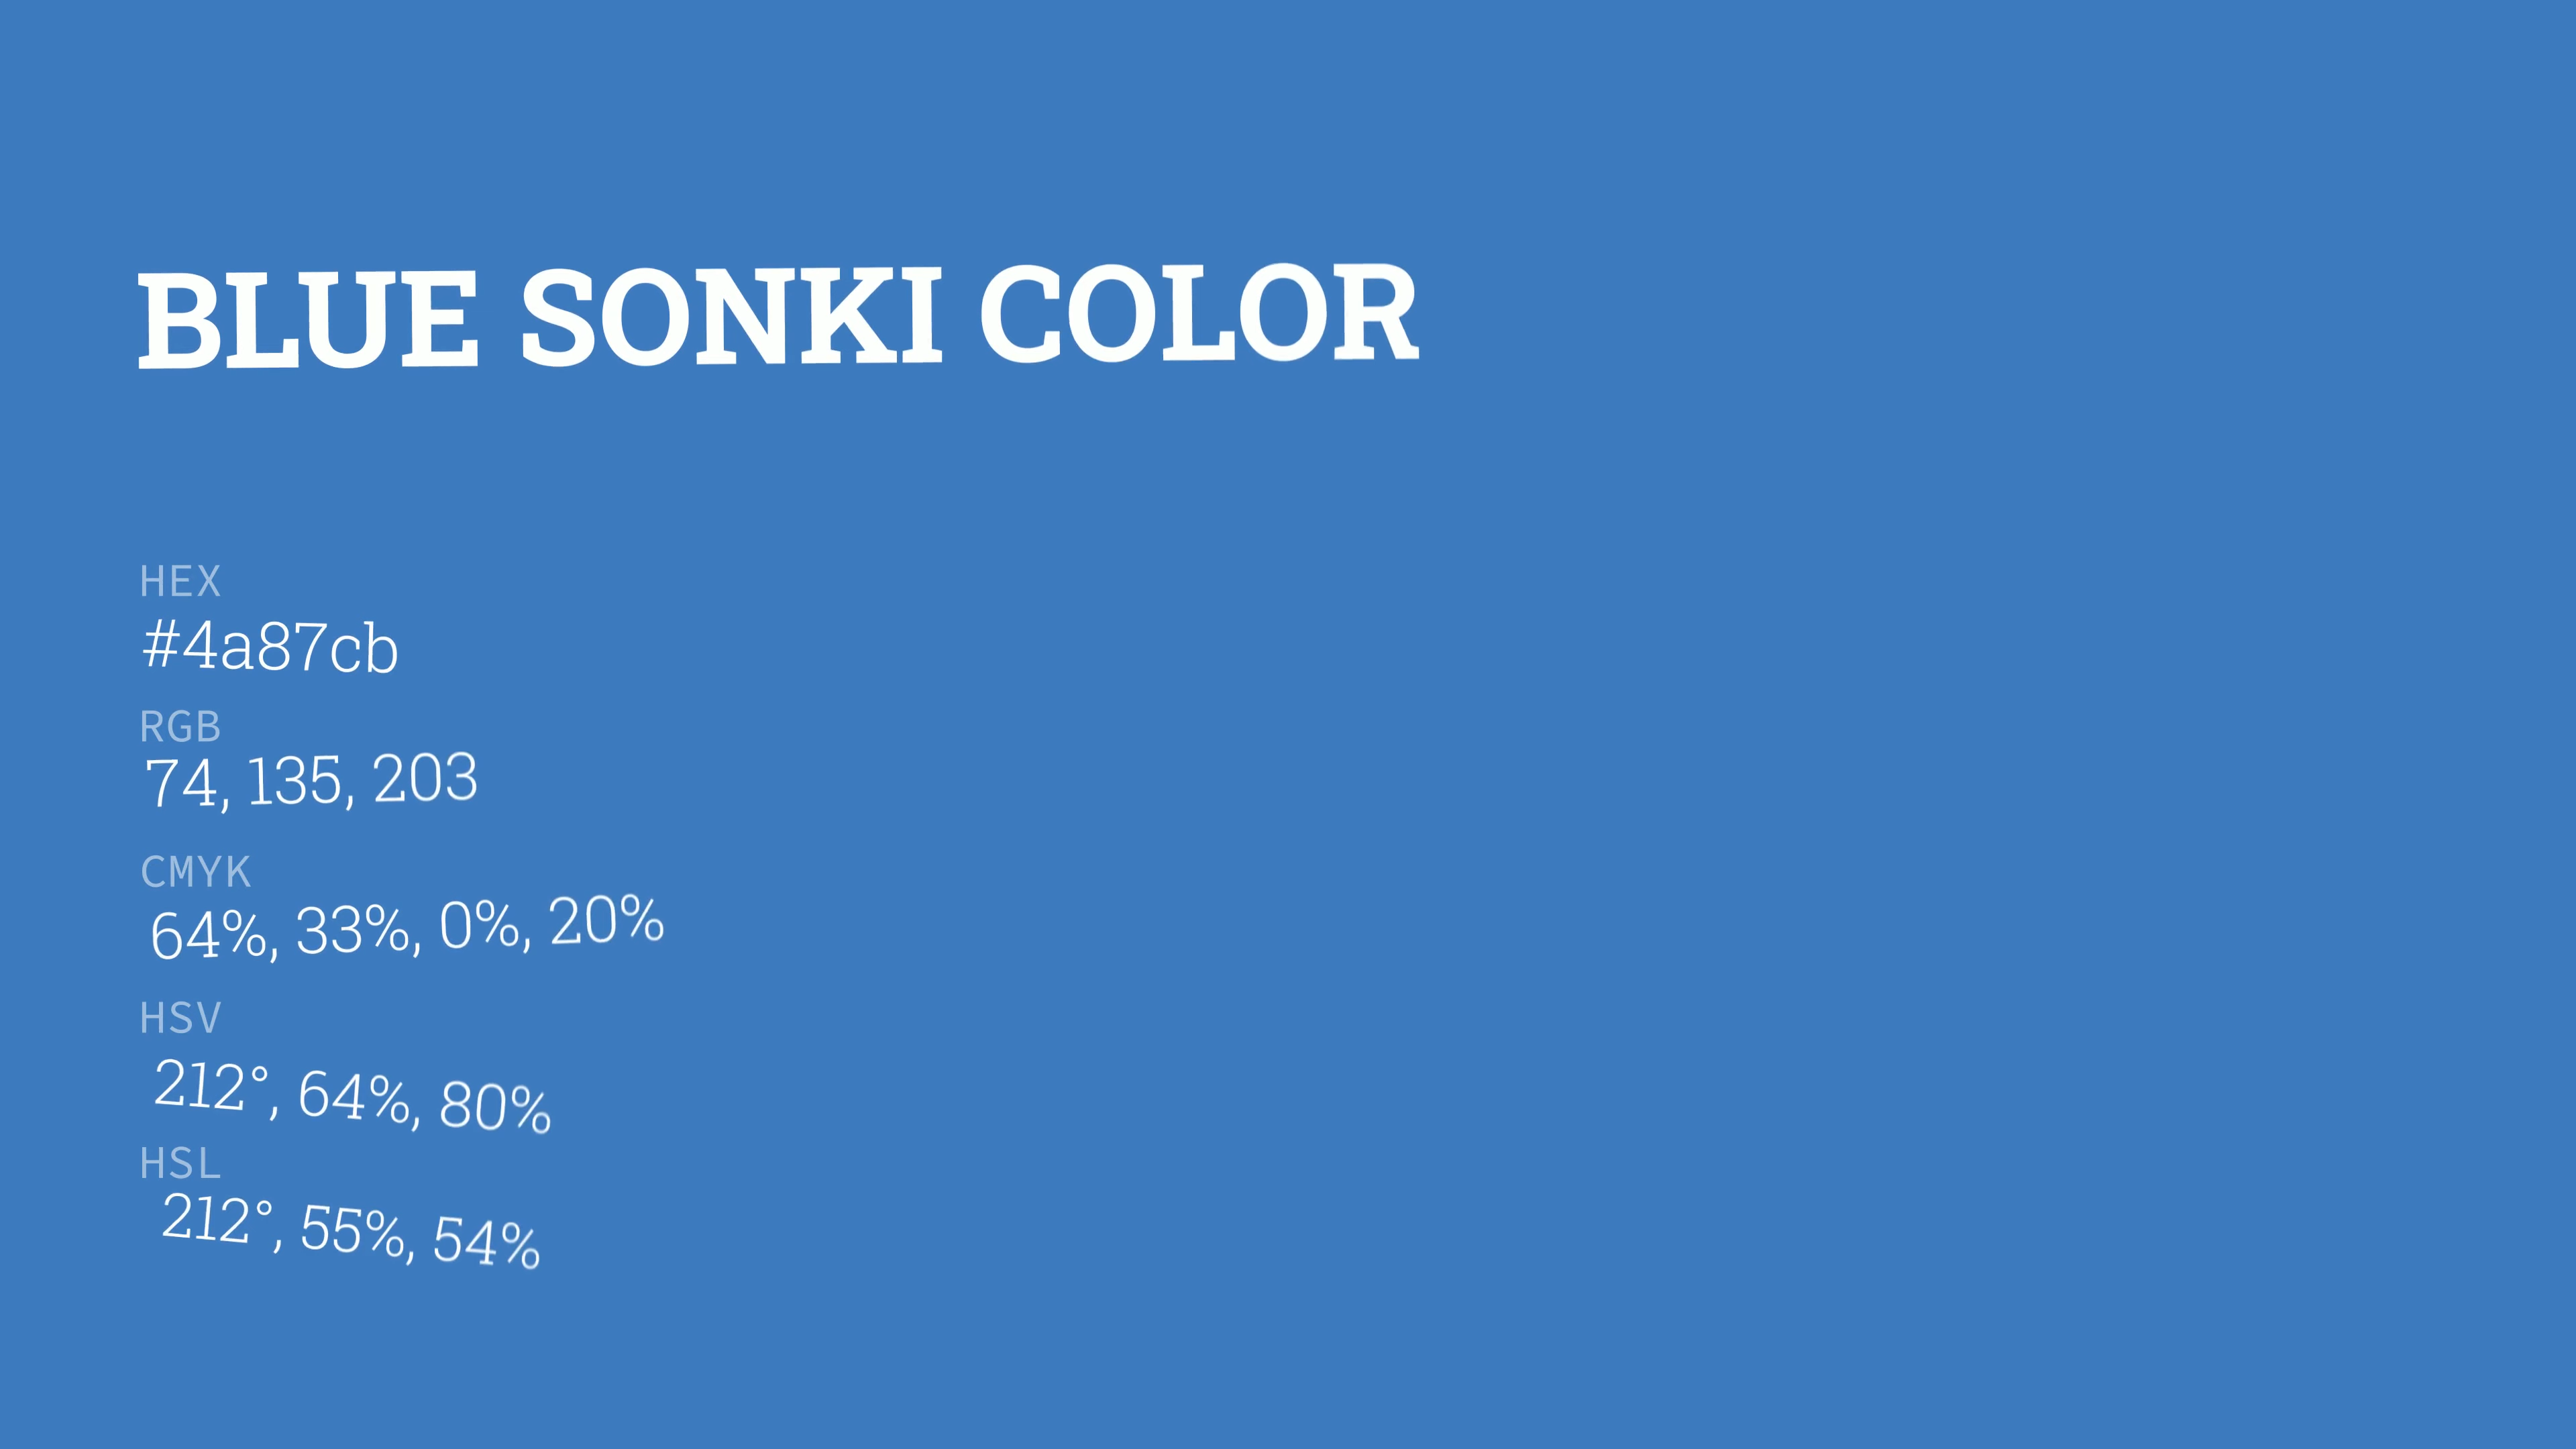 BLUE SONKI COLOR
HEX
#4a87cb
RGB
74, 135, 203
CMYK
64%, 33%, 0%, 20%
HSV
212°, 64%, 80%
HSL
212°, 55%, 54%